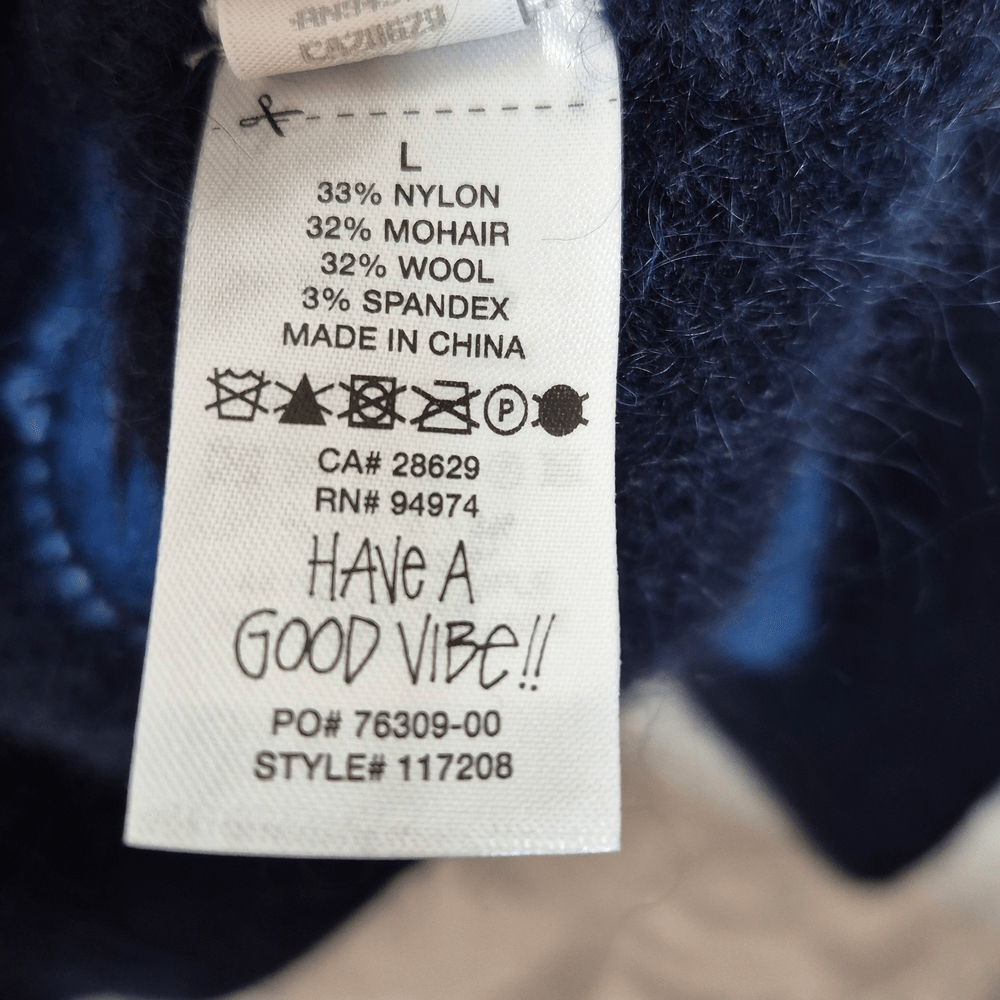 CA28629
L
33% NYLON
32% MOHAIR
32% WOOL
3% SPANDEX
MADE IN CHINA
P
CA# 28629
RN# 94974
HAVE A
GOOD VIBE!!
PO# 76309-00
STYLE# 117208